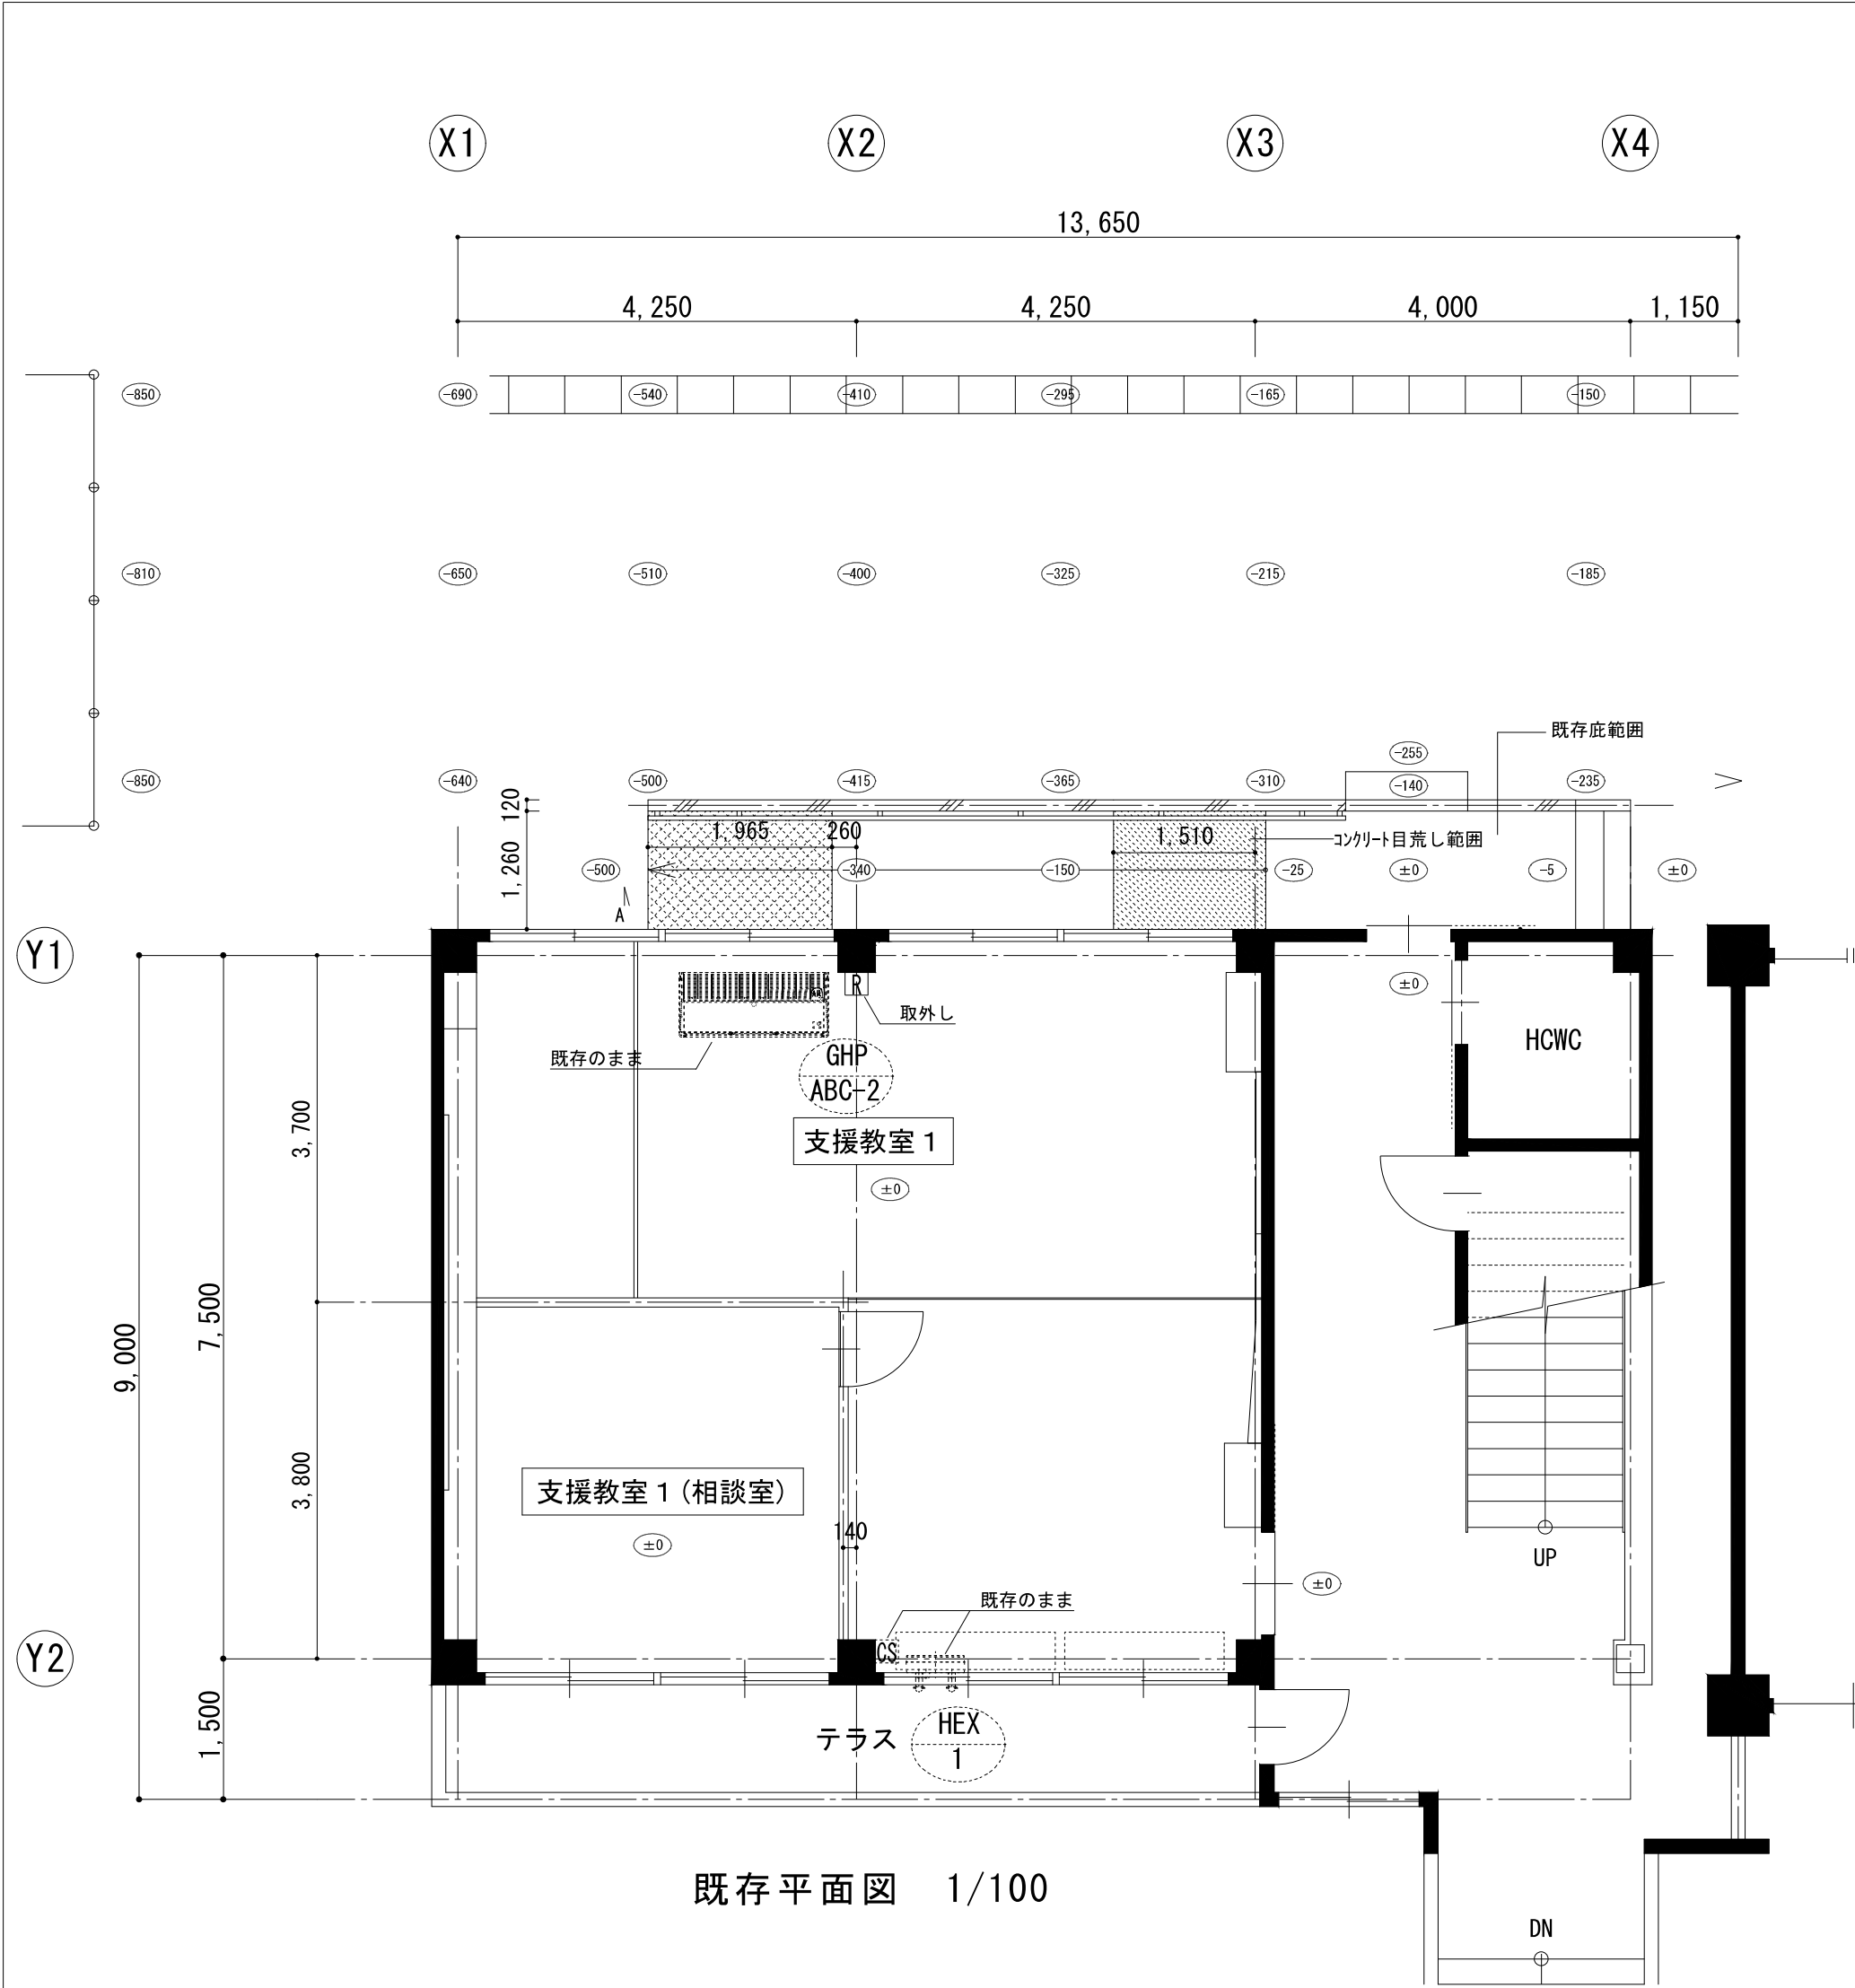 X1 X2 X3 X4
13,650
4,250 4,250 4,000 1,150
-850 -690 -540 -410 -295 -165 -150
-810 -650 -510 -400 -325 -215 -185
既存庇範囲
-255
-850 -640 -500 -415 -365 -310 -140 -235
120
1,965 260 1,510
コンクリート目荒し範囲
1,260
-500 -340 -150 -25 ±0 -5 ±0
A
Y1
±0
R
取外し
HCWC
既存のまま
GHP
ABC-2
3,700
支援教室1
±0
7,500
9,000
3,800
支援教室1(相談室)
140
±0
UP
±0
既存のまま
CS
Y2
1,500
テラス
HEX
1
既存平面図 1/100
DN